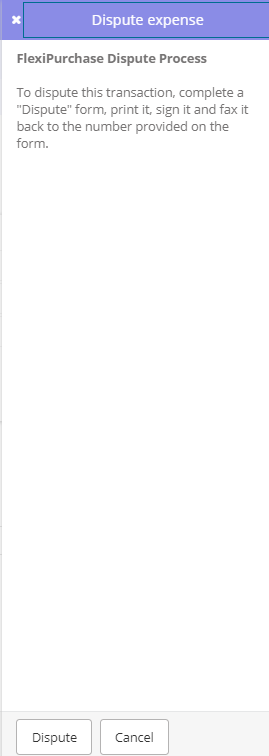 ✖ Dispute expense
FlexiPurchase Dispute Process
To dispute this transaction, complete a
"Dispute" form, print it, sign it and fax it
back to the number provided on the
form.
Dispute Cancel